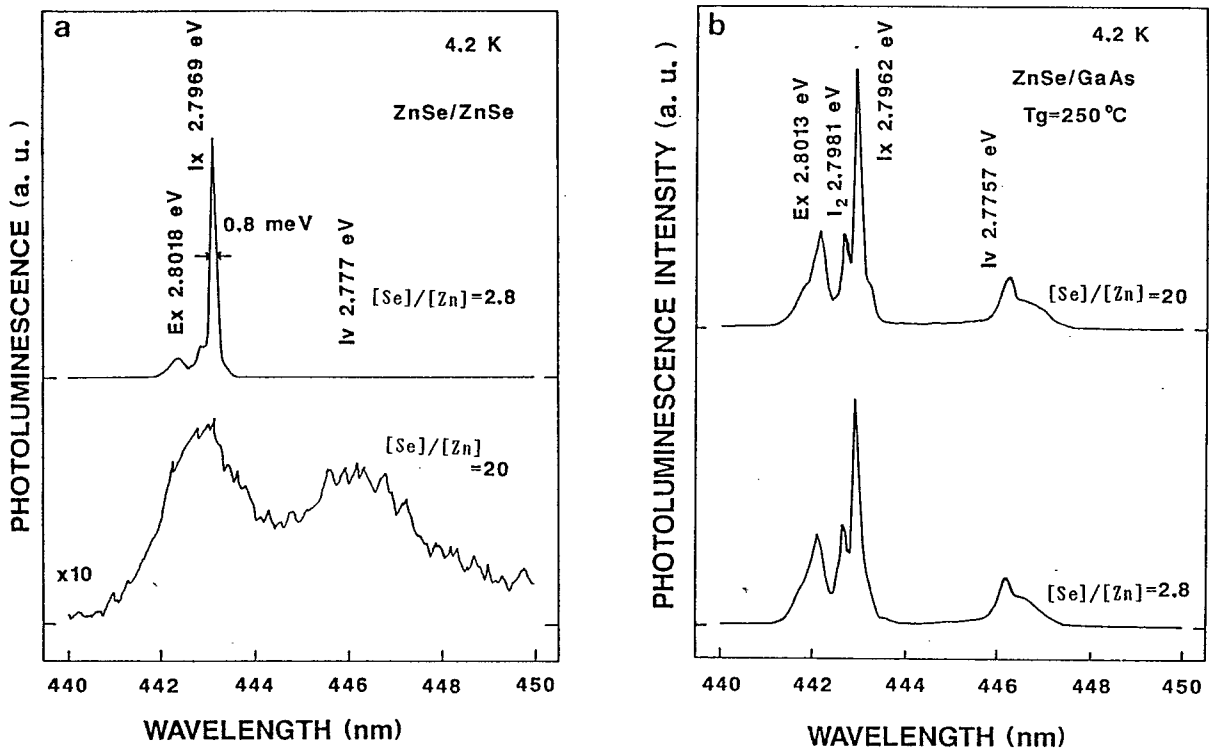 a
4.2 K
ZnSe/ZnSe
Ex 2.8018 eV
Ix 2.7969 eV
0.8 meV
Iv 2.777 eV
[Se]/[Zn]=2.8
[Se]/[Zn]
=20
x10
PHOTOLUMINESCENCE (a. u.)
440 442 444 446 448 450
WAVELENGTH (nm)
b
4.2 K
ZnSe/GaAs
Tg=250°C
Ex 2.8013 eV
I2 2.7981 eV
Ix 2.7962 eV
Iv 2.7757 eV
[Se]/[Zn]=20
[Se]/[Zn]=2.8
PHOTOLUMINESCENCE INTENSITY (a. u.)
440 442 444 446 448 450
WAVELENGTH (nm)